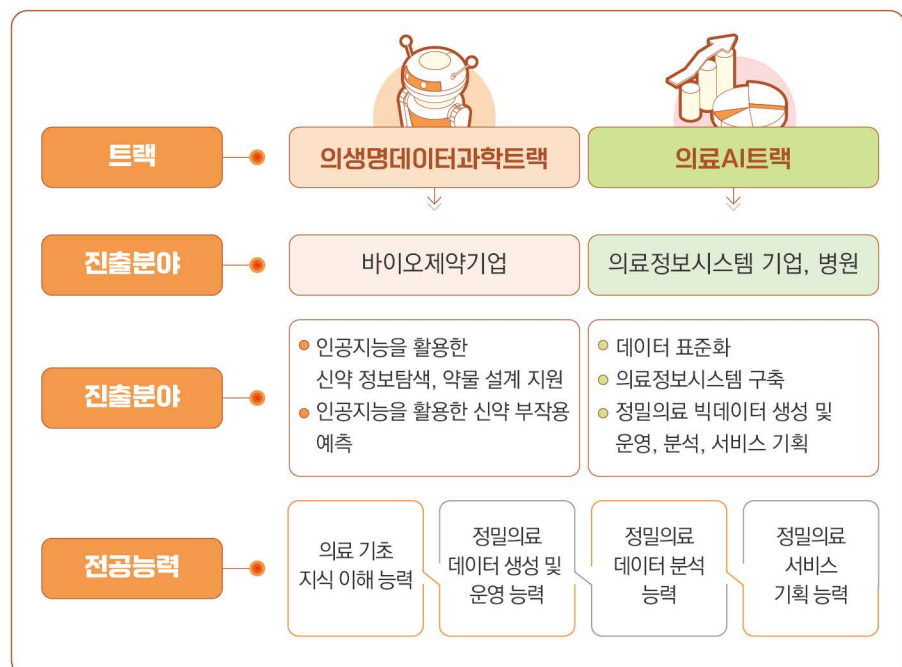 트랙
의생명데이터과학트랙
의료AI트랙
진출분야
바이오제약기업
의료정보시스템 기업, 병원
진출분야
인공지능을 활용한
신약 정보탐색, 약물 설계 지원
인공지능을 활용한 신약 부작용
예측
데이터 표준화
의료정보시스템 구축
정밀의료 빅데이터 생성 및
운영, 분석, 서비스 기획
전공능력
의료 기초
지식 이해 능력
정밀의료
데이터 생성 및
운영 능력
정밀의료
데이터 분석
능력
정밀의료
서비스
기획 능력